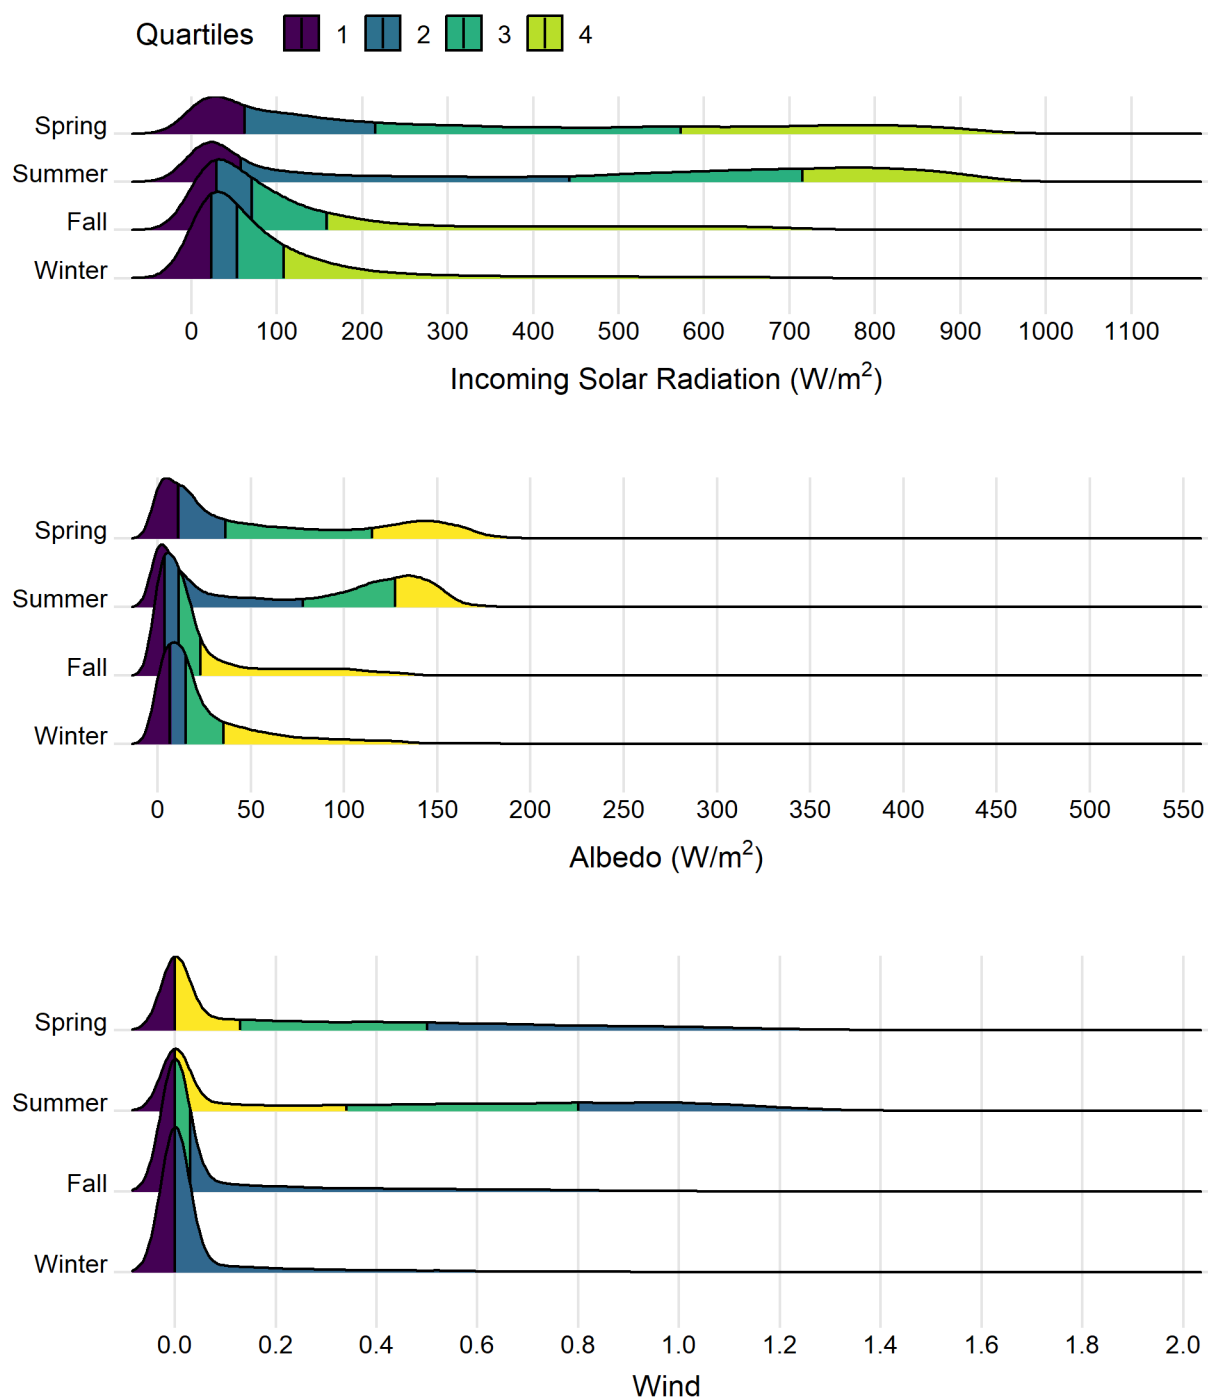 Quartiles 1 2 3 4
Spring
Summer
Fall
Winter
0 100 200 300 400 500 600 700 800 900 1000 1100
Incoming Solar Radiation (W/m²)
Spring
Summer
Fall
Winter
0 50 100 150 200 250 300 350 400 450 500 550
Albedo (W/m²)
Spring
Summer
Fall
Winter
0.0 0.2 0.4 0.6 0.8 1.0 1.2 1.4 1.6 1.8 2.0
Wind